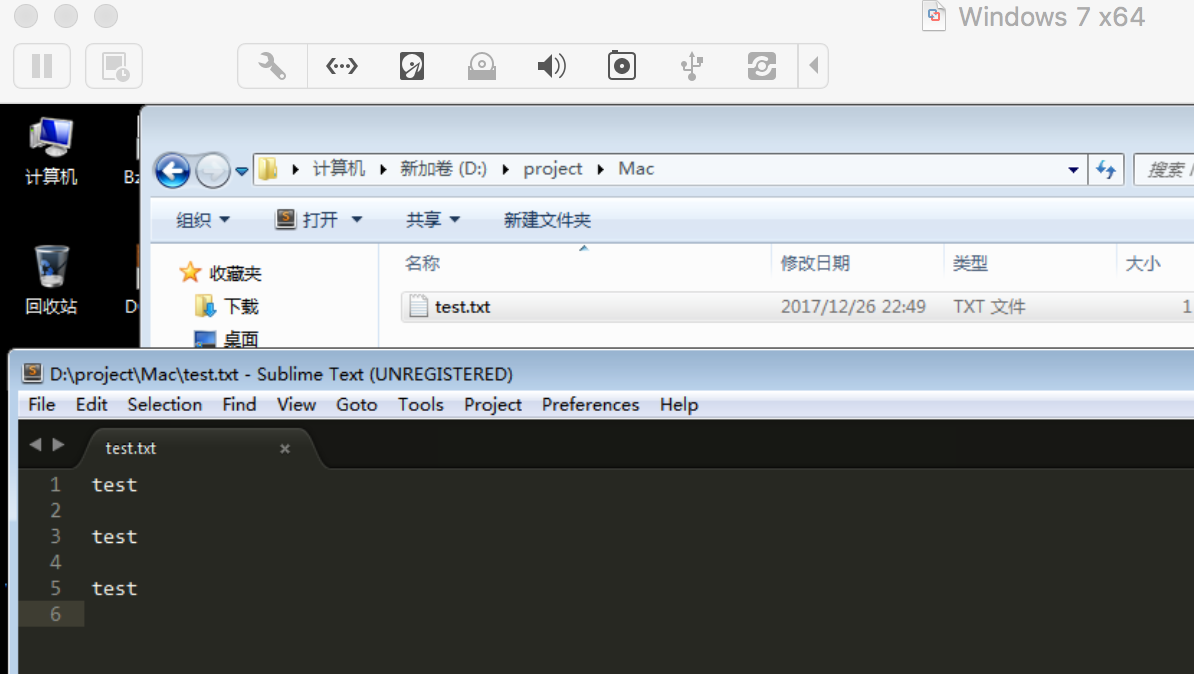 Windows 7 x64
计算机
回收站
计算机 新加卷 (D:) project Mac
搜索
组织 打开 共享 新建文件夹
收藏夹
下载
桌面
名称 修改日期 类型 大小
test.txt 2017/12/26 22:49 TXT 文件 1
D:\project\Mac\test.txt - Sublime Text (UNREGISTERED)
File Edit Selection Find View Goto Tools Project Preferences Help
test.txt
1 test
2
3 test
4
5 test
6